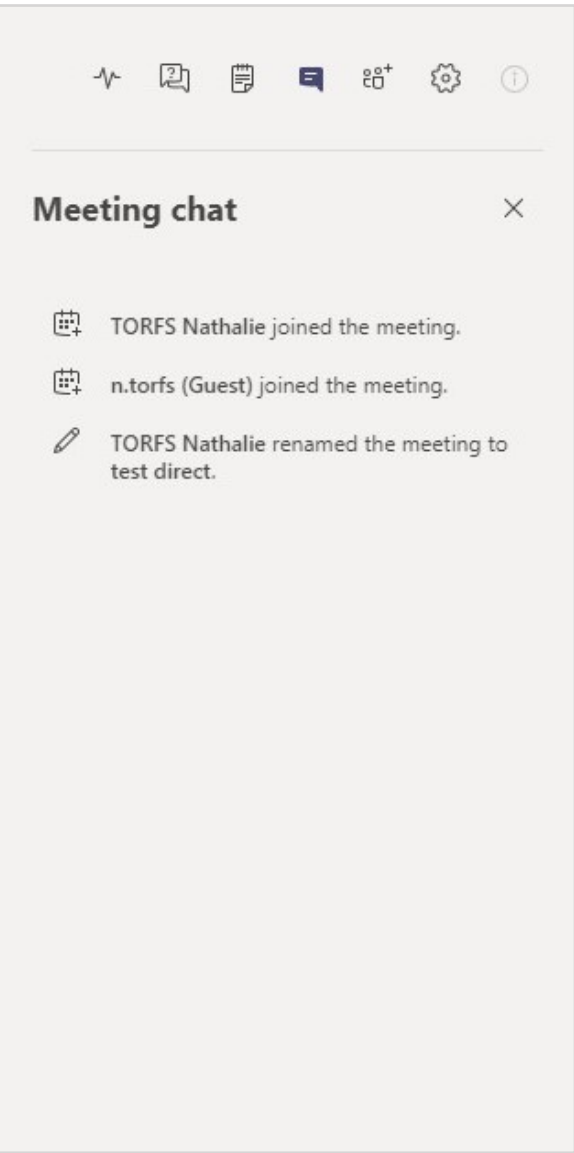 Meeting chat
TORFS Nathalie joined the meeting.
n.torfs (Guest) joined the meeting.
TORFS Nathalie renamed the meeting to
test direct.